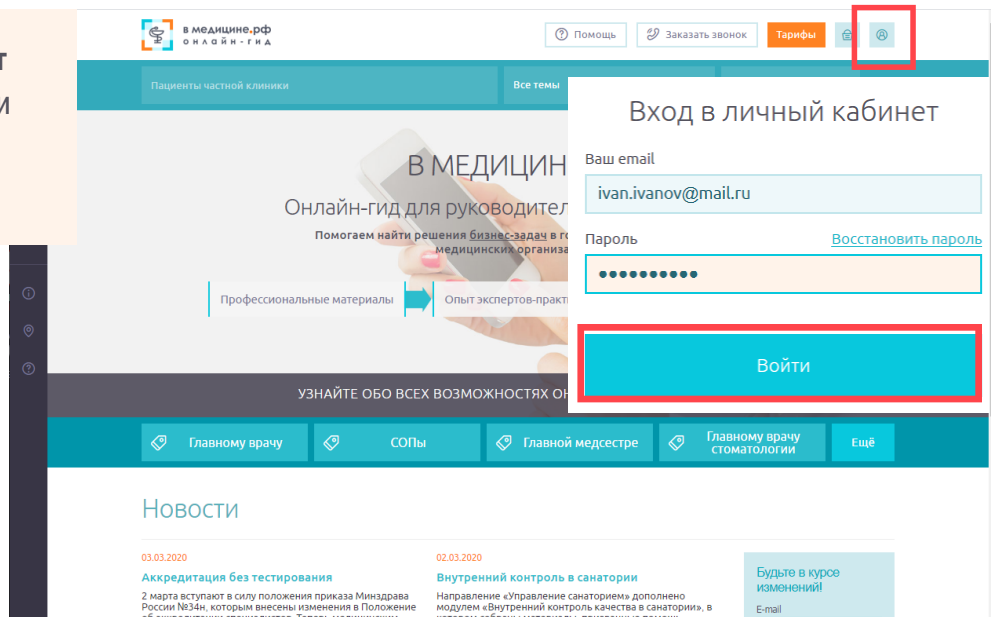 т
и
в медицине.рф
онлайн-гид
Помощь
Заказать звонок
Тарифы
Пациенты частной клиники
Все темы
Вход в личный кабинет
Ваш email
ivan.ivanov@mail.ru
Пароль
Восстановить пароль
••••••••••
Войти
В МЕДИЦИН
Онлайн-гид для руководител
Помогаем найти решения бизнес-задач в го
медицинских организа
Профессиональные материалы
Опыт экспертов-практи
УЗНАЙТЕ ОБО ВСЕХ ВОЗМОЖНОСТЯХ ОН
Главному врачу
СОПы
Главной медсестре
Главному врачу
стоматологии
Ещё
Новости
03.03.2020
Аккредитация без тестирования
2 марта вступают в силу положения приказа Минздрава
России №34н, которым внесены изменения в Положение
02.03.2020
Внутренний контроль в санатории
Направление «Управление санаторием» дополнено
модулем «Внутренний контроль качества в санатории», в
Будьте в курсе
изменений!
E-mail